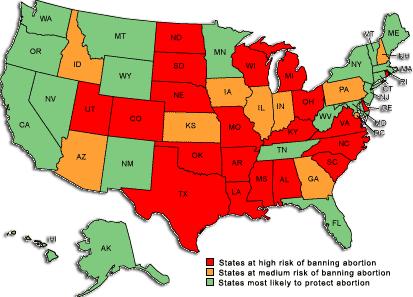 WA
MT
ND
MN
VT
ME
OR
ID
SD
WI
MI
NY
NH
MA
RI
CT
WY
IA
PA
NJ
NV
NE
IL
IN
OH
DE
UT
CO
KS
MO
WV
VA
MD
DC
CA
KY
AZ
NM
OK
AR
TN
NC
SC
TX
LA
MS
AL
GA
FL
HI
AK
States at high risk of banning abortion
States at medium risk of banning abortion
States most likely to protect abortion